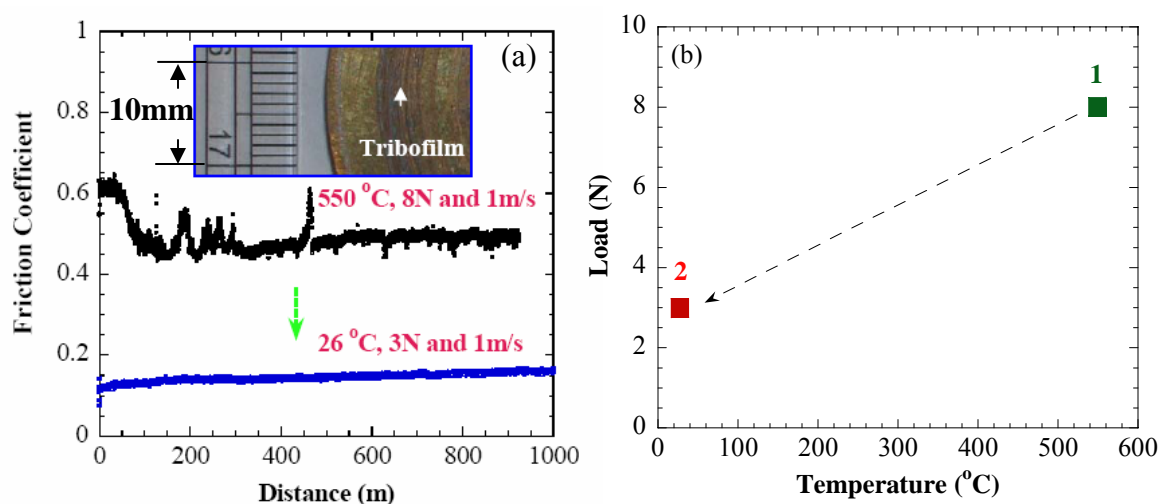 (a)
10mm
17
Tribofilm
550 °C, 8N and 1m/s
26 °C, 3N and 1m/s
Friction Coefficient
1
0.8
0.6
0.4
0.2
0
0 200 400 600 800 1000
Distance (m)
(b)
1
2
Load (N)
10
8
6
4
2
0
0 100 200 300 400 500 600
Temperature (°C)